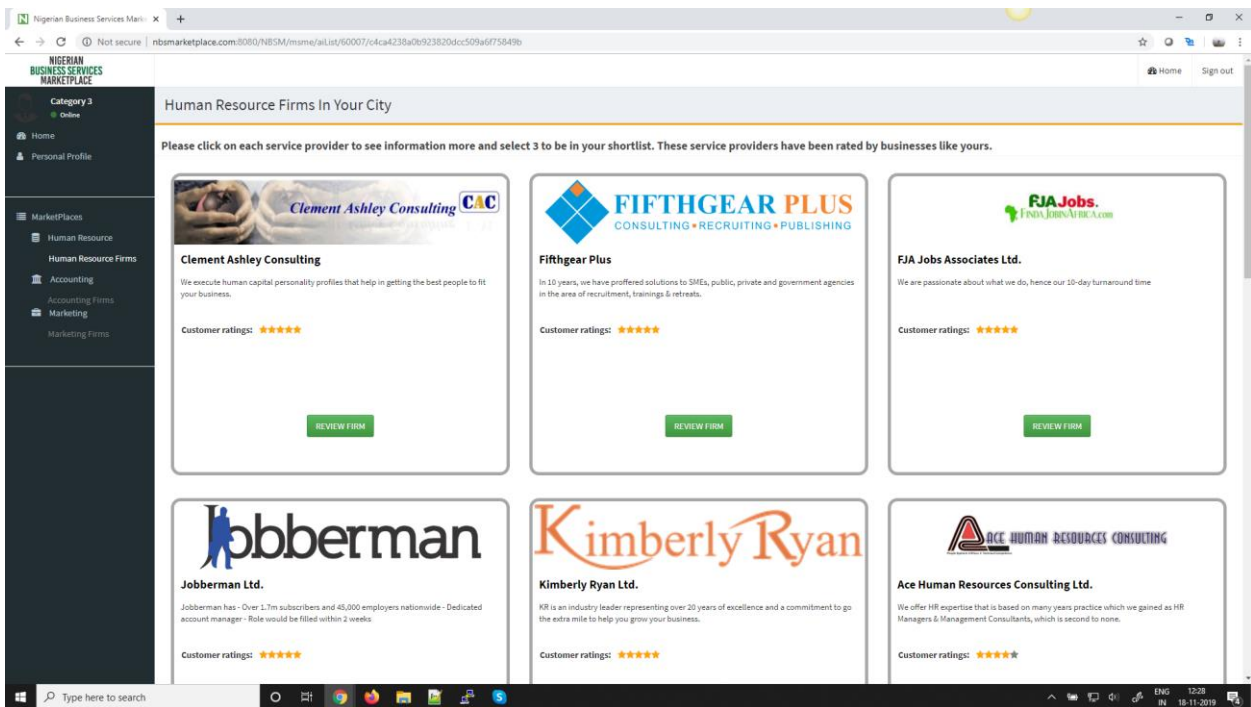 Nigerian Business Services Mark
Not secure | nbsmarketplace.com:8080/NBSM/msme/aiList/60007/c4ca4238a0b923820dcc509a6f75849b
NIGERIAN
BUSINESS SERVICES
MARKETPLACE
Home
Sign out
Category 3
Online
Home
Personal Profile
MarketPlaces
Human Resource
Human Resource Firms
Accounting
Accounting Firms
Marketing
Marketing Firms
Human Resource Firms In Your City
Please click on each service provider to see information more and select 3 to be in your shortlist. These service providers have been rated by businesses like yours.
Clement Ashley Consulting CAC
Clement Ashley Consulting
We execute human capital personality profiles that help in getting the best people to fit
your business.
Customer ratings:
REVIEW FIRM
FIFTHGEAR PLUS
CONSULTING • RECRUITING • PUBLISHING
Fifthgear Plus
In 10 years, we have proffered solutions to SMEs, public, private and government agencies
in the area of recruitment, trainings & retreats.
Customer ratings:
REVIEW FIRM
FJA Jobs.
FINDAJOBINAFRICA.com
FJA Jobs Associates Ltd.
We are passionate about what we do, hence our 10-day turnaround time
Customer ratings:
REVIEW FIRM
Jobberman
Jobberman Ltd.
Jobberman has - Over 1.7m subscribers and 45,000 employers nationwide - Dedicated
account manager - Role would be filled within 2 weeks
Customer ratings:
Kimberly Ryan
Kimberly Ryan Ltd.
KR is an industry leader representing over 20 years of excellence and a commitment to go
the extra mile to help you grow your business.
Customer ratings:
ACE HUMAN RESOURCES CONSULTING
Ace Human Resources Consulting Ltd.
We offer HR expertise that is based on many years practice which we gained as HR
Managers & Management Consultants, which is second to none.
Customer ratings:
Type here to search
ENG
IN
12:28
18-11-2019